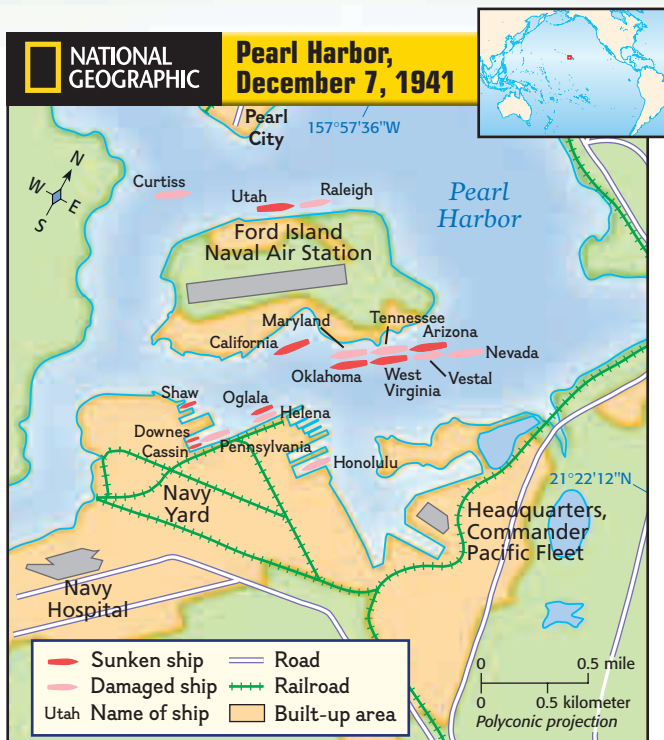 NATIONAL
GEOGRAPHIC
Pearl Harbor,
December 7, 1941
Pearl
City
157°57'36"W
N
W
E
S
Curtiss
Utah
Raleigh
Pearl
Harbor
Ford Island
Naval Air Station
Maryland
Tennessee
Arizona
California
Nevada
Oklahoma
West
Virginia
Vestal
Shaw
Oglala
Helena
Downes
Cassin
Pennsylvania
Honolulu
21°22'12"N
Navy
Yard
Headquarters,
Commander
Pacific Fleet
Navy
Hospital
Sunken ship
Road
0 0.5 mile
Damaged ship
Railroad
0 0.5 kilometer
Utah Name of ship
Built-up area
Polyconic projection